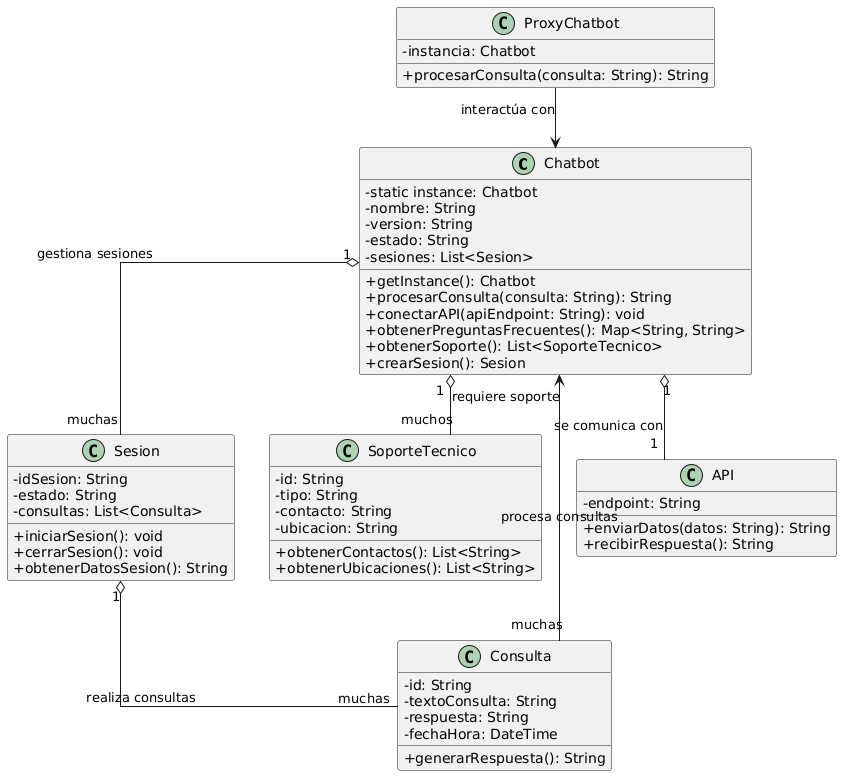 C ProxyChatbot
-instancia: Chatbot
+procesarConsulta(consulta: String): String
interactúa con
C Chatbot
-static instance: Chatbot
-nombre: String
-version: String
-estado: String
-sesiones: List<Sesion>
+getInstance(): Chatbot
+procesarConsulta(consulta: String): String
+conectarAPI(apiEndpoint: String): void
+obtenerPreguntasFrecuentes(): Map<String, String>
+obtenerSoporte(): List<SoporteTecnico>
+crearSesion(): Sesion
gestiona sesiones
1
muchas
1
requiere soporte
muchos
1
se comunica con
1
C Sesion
-idSesion: String
-estado: String
-consultas: List<Consulta>
+iniciarSesion(): void
+cerrarSesion(): void
+obtenerDatosSesion(): String
C SoporteTecnico
-id: String
-tipo: String
-contacto: String
-ubicacion: String
+obtenerContactos(): List<String>
+obtenerUbicaciones(): List<String>
C API
-endpoint: String
+enviarDatos(datos: String): String
+recibirRespuesta(): String
procesa consultas
muchas
1
realiza consultas
muchas
C Consulta
-id: String
-textoConsulta: String
-respuesta: String
-fechaHora: DateTime
+generarRespuesta(): String